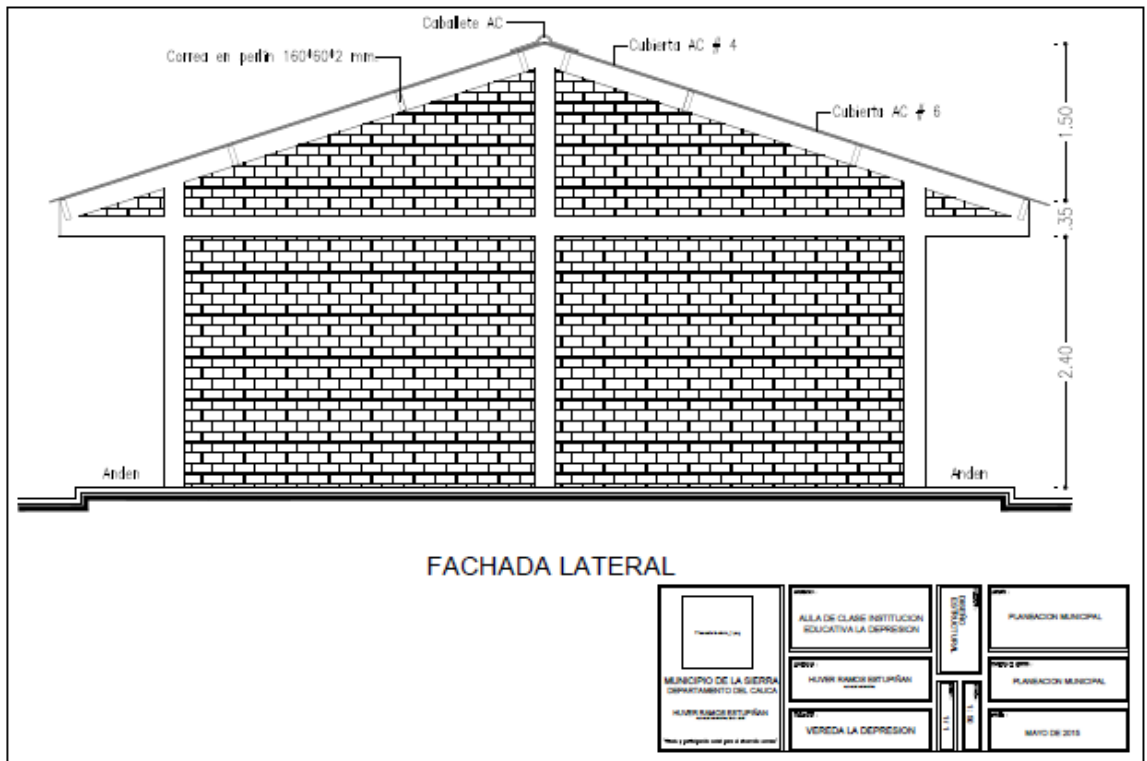 Caballete AC
Correa en perlin 160*60*2 mm
Cubierta AC # 4
Cubierta AC # 6
1.50
.35
2.40
Anden
Anden
FACHADA LATERAL
MUNICIPIO DE LA SIERRA
DEPARTAMENTO DEL CAUCA
HUVER RAMOS ESTUPIÑAN
AULA DE CLASE INSTITUCION
EDUCATIVA LA DEPRESION
HUVER RAMOS ESTUPIÑAN
VEREDA LA DEPRESION
DISEÑO
ESTRUCTURAL
PLANEACION MUNICIPAL
PLANEACION MUNICIPAL
MAYO DE 2015